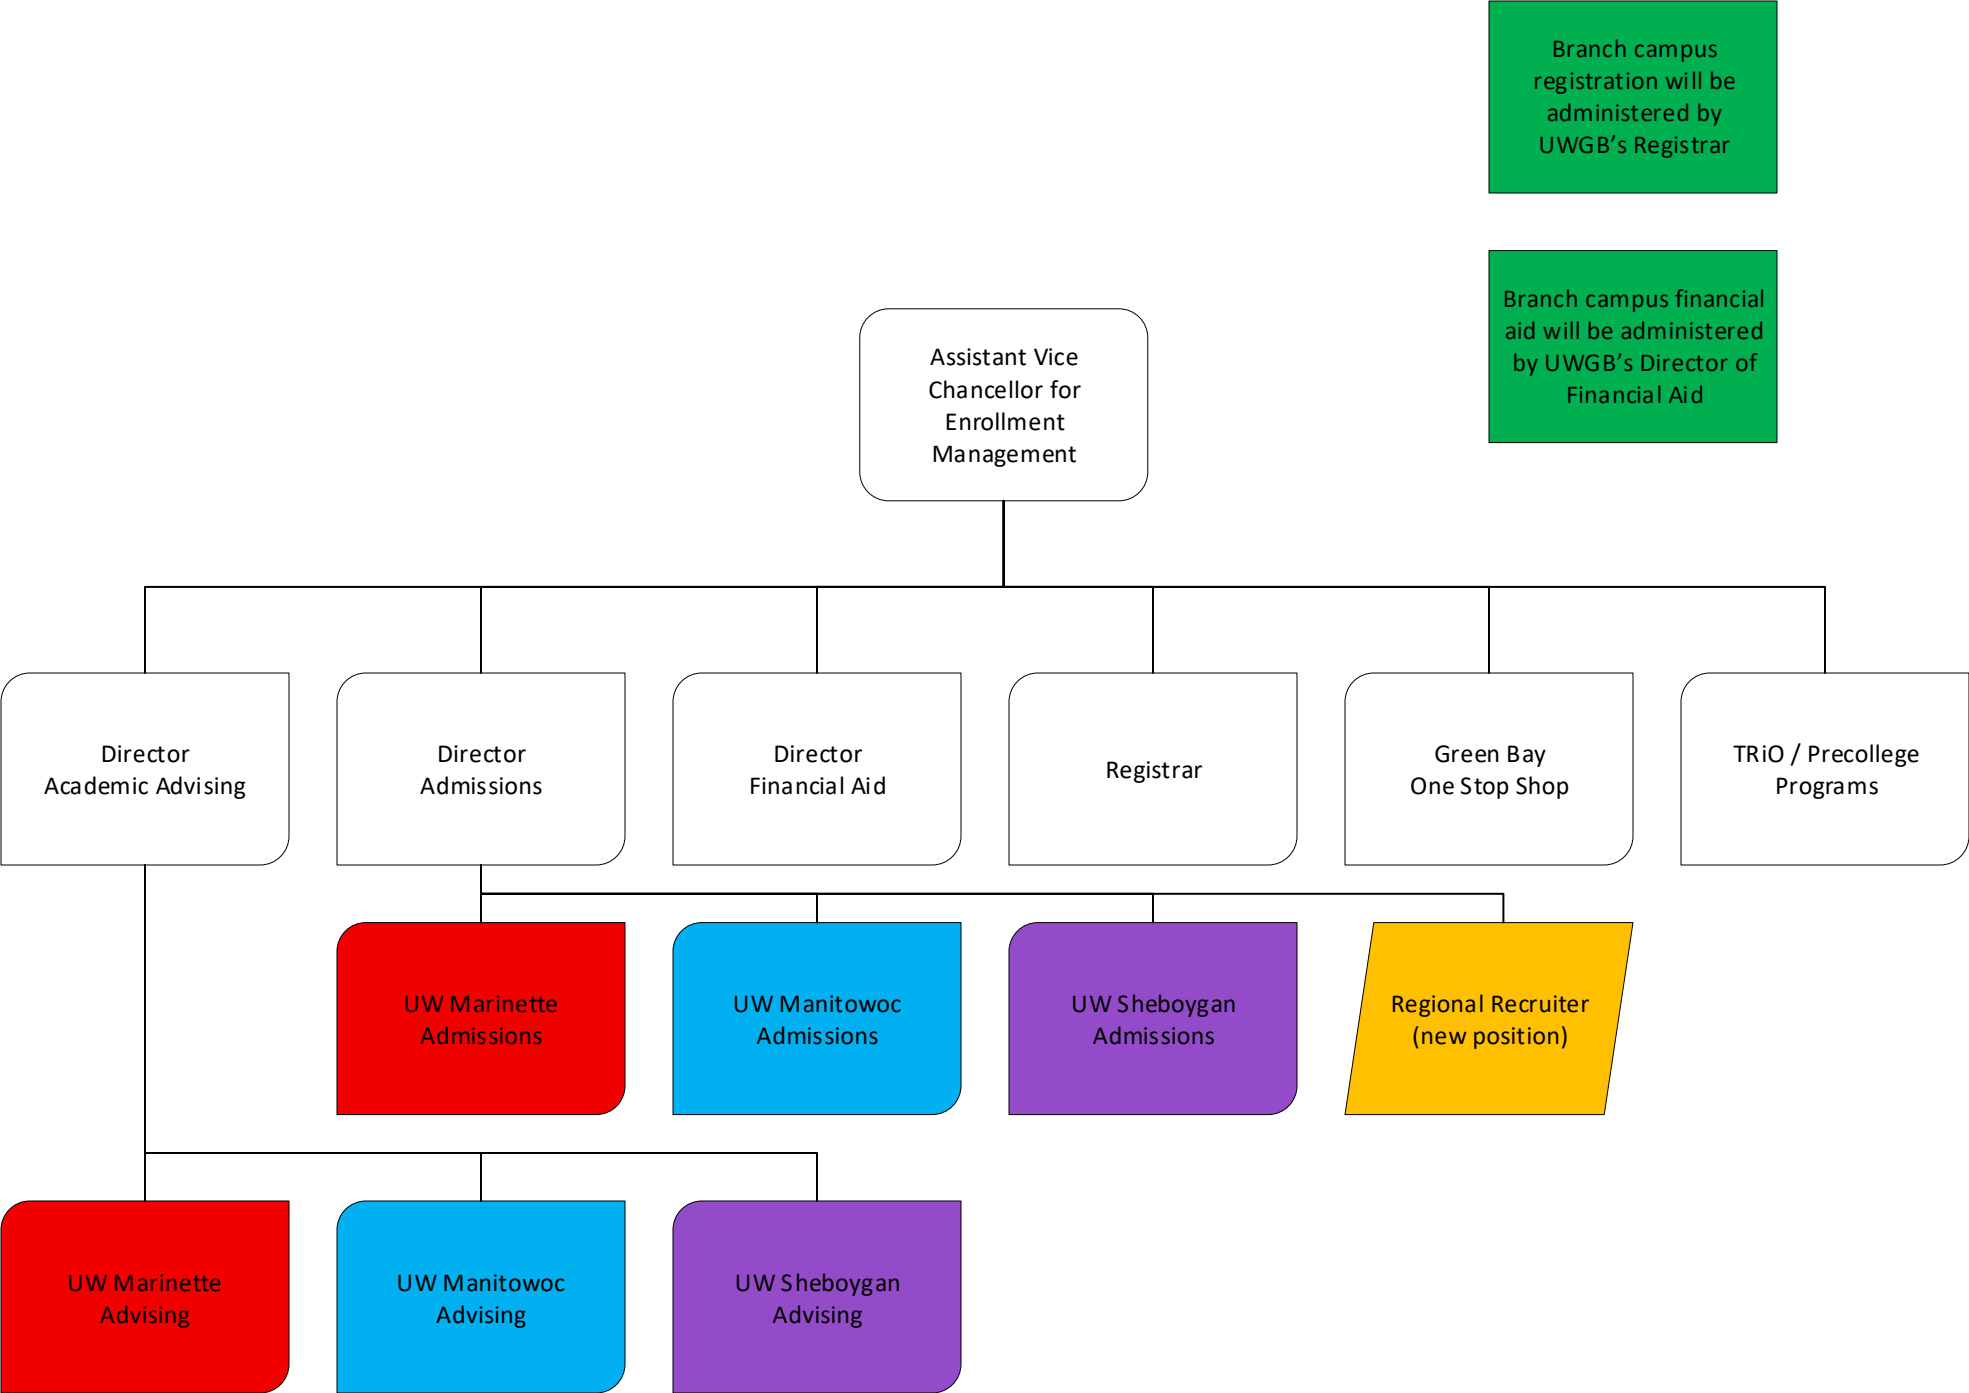 Branch campus
registration will be
administered by
UWGB’s Registrar
Branch campus financial
aid will be administered
by UWGB’s Director of
Financial Aid
Assistant Vice
Chancellor for
Enrollment
Management
Director
Academic Advising
Director
Admissions
Director
Financial Aid
Registrar
Green Bay
One Stop Shop
TRiO / Precollege
Programs
UW Marinette
Admissions
UW Manitowoc
Admissions
UW Sheboygan
Admissions
Regional Recruiter
(new position)
UW Marinette
Advising
UW Manitowoc
Advising
UW Sheboygan
Advising